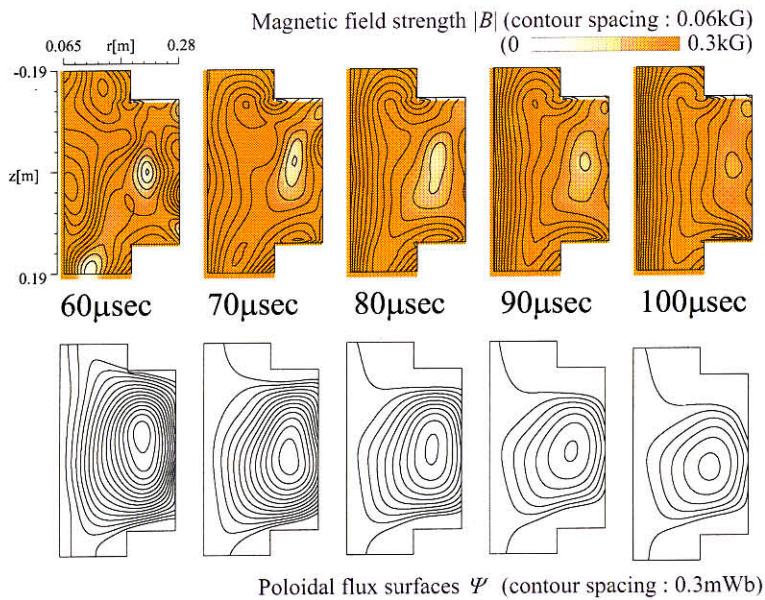 Magnetic field strength |B| (contour spacing : 0.06kG)
0.065 r[m] 0.28
(0 0.3kG)
-0.19
z[m]
0.19
60μsec 70μsec 80μsec 90μsec 100μsec
Poloidal flux surfaces Ψ (contour spacing : 0.3mWb)